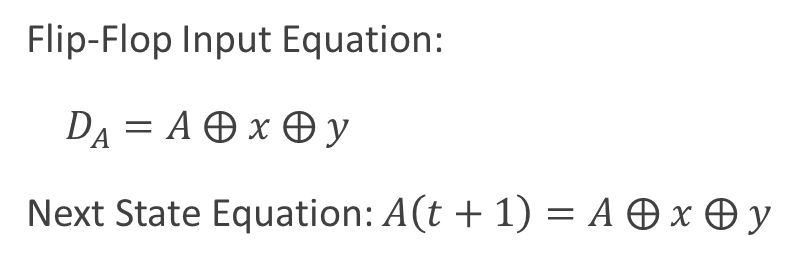 Flip-Flop Input Equation:
D_A = A ⊕ x ⊕ y
Next State Equation: A(t + 1) = A ⊕ x ⊕ y